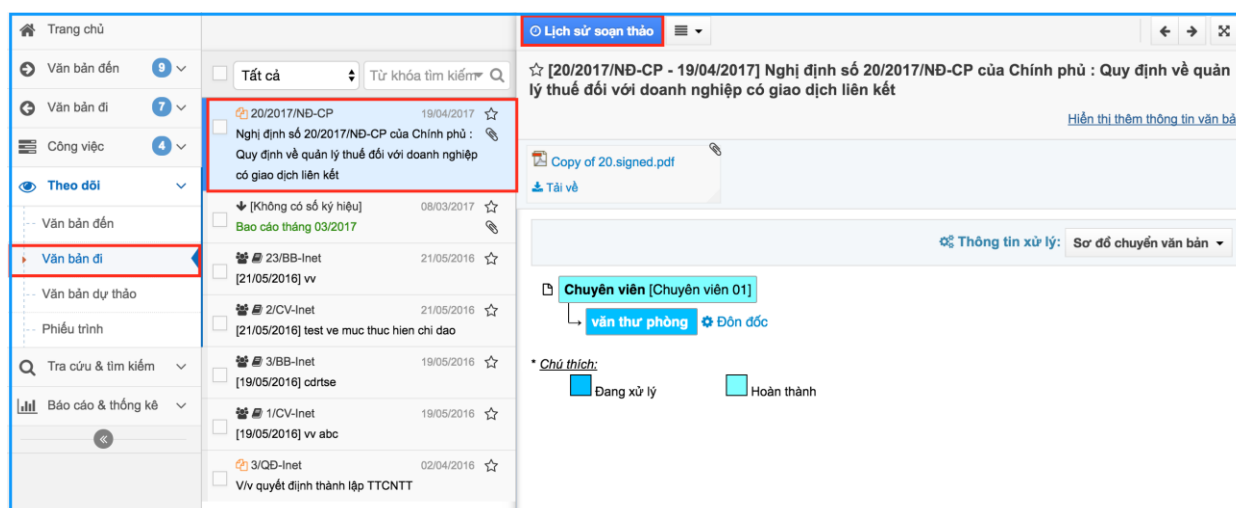 Trang chủ
Văn bản đến 9
Văn bản đi 7
Công việc 4
Theo dõi
Văn bản đến
Văn bản đi
Văn bản dự thảo
Phiếu trình
Tra cứu & tìm kiếm
Báo cáo & thống kê
Tất cả
Từ khóa tìm kiếm
20/2017/NĐ-CP 19/04/2017
Nghị định số 20/2017/NĐ-CP của Chính phủ :
Quy định về quản lý thuế đối với doanh nghiệp
có giao dịch liên kết
[Không có số ký hiệu] 08/03/2017
Bao cáo tháng 03/2017
23/BB-Inet 21/05/2016
[21/05/2016] vv
2/CV-Inet 21/05/2016
[21/05/2016] test ve muc thuc hien chi dao
3/BB-Inet 19/05/2016
[19/05/2016] cdrtse
1/CV-Inet 19/05/2016
[19/05/2016] vv abc
3/QĐ-Inet 02/04/2016
V/v quyết điịnh thành lập TTCNTT
Lịch sử soạn thảo
[20/2017/NĐ-CP - 19/04/2017] Nghị định số 20/2017/NĐ-CP của Chính phủ : Quy định về quản
lý thuế đối với doanh nghiệp có giao dịch liên kết
Hiển thị thêm thông tin văn bả
Copy of 20.signed.pdf
Tải về
Thông tin xử lý: Sơ đồ chuyển văn bản
Chuyên viên [Chuyên viên 01]
văn thư phòng Đôn đốc
* Chú thích:
Đang xử lý Hoàn thành